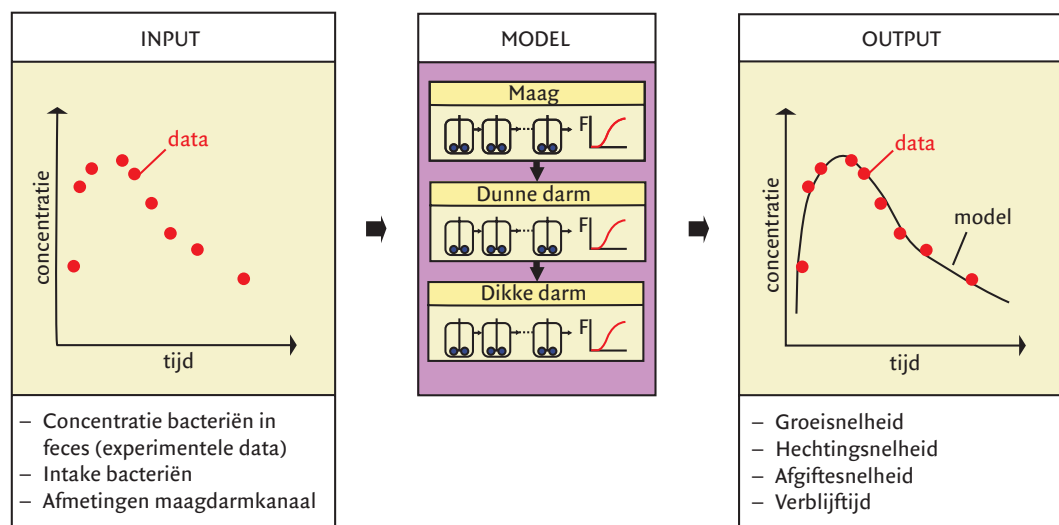 INPUT
concentratie
data
tijd
– Concentratie bacteriën in
feces (experimentele data)
– Intake bacteriën
– Afmetingen maagdarmkanaal
MODEL
Maag
F
Dunne darm
F
Dikke darm
F
OUTPUT
concentratie
data
model
tijd
– Groeisnelheid
– Hechtingsnelheid
– Afgiftesnelheid
– Verblijftijd